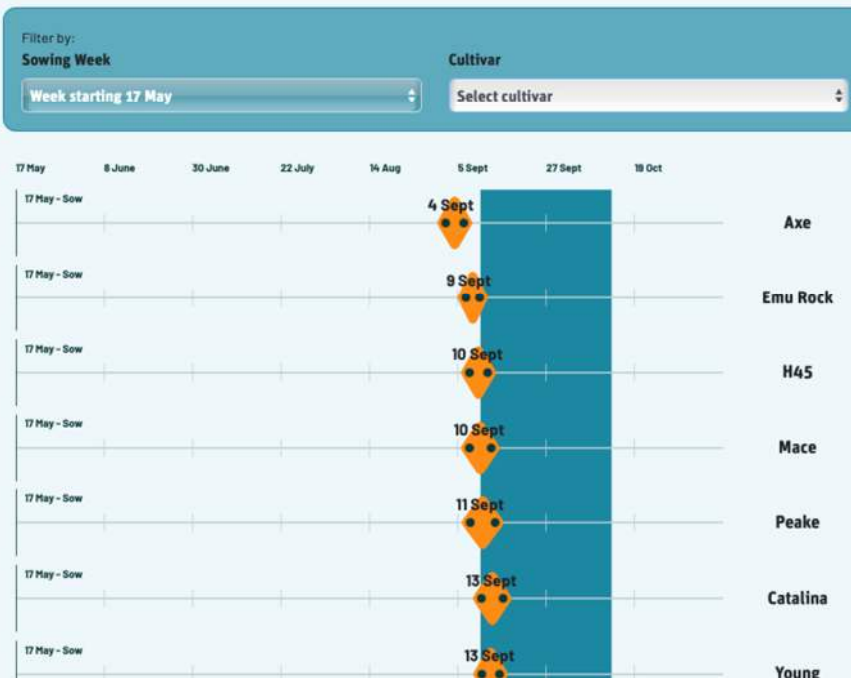 Filter by:
Sowing Week Cultivar
Week starting 17 May Select cultivar
17 May 8 June 30 June 22 July 14 Aug 5 Sept 27 Sept 19 Oct
17 May - Sow 4 Sept Axe
17 May - Sow 9 Sept Emu Rock
17 May - Sow 10 Sept H45
17 May - Sow 10 Sept Mace
17 May - Sow 11 Sept Peake
17 May - Sow 13 Sept Catalina
17 May - Sow 13 Sept Young